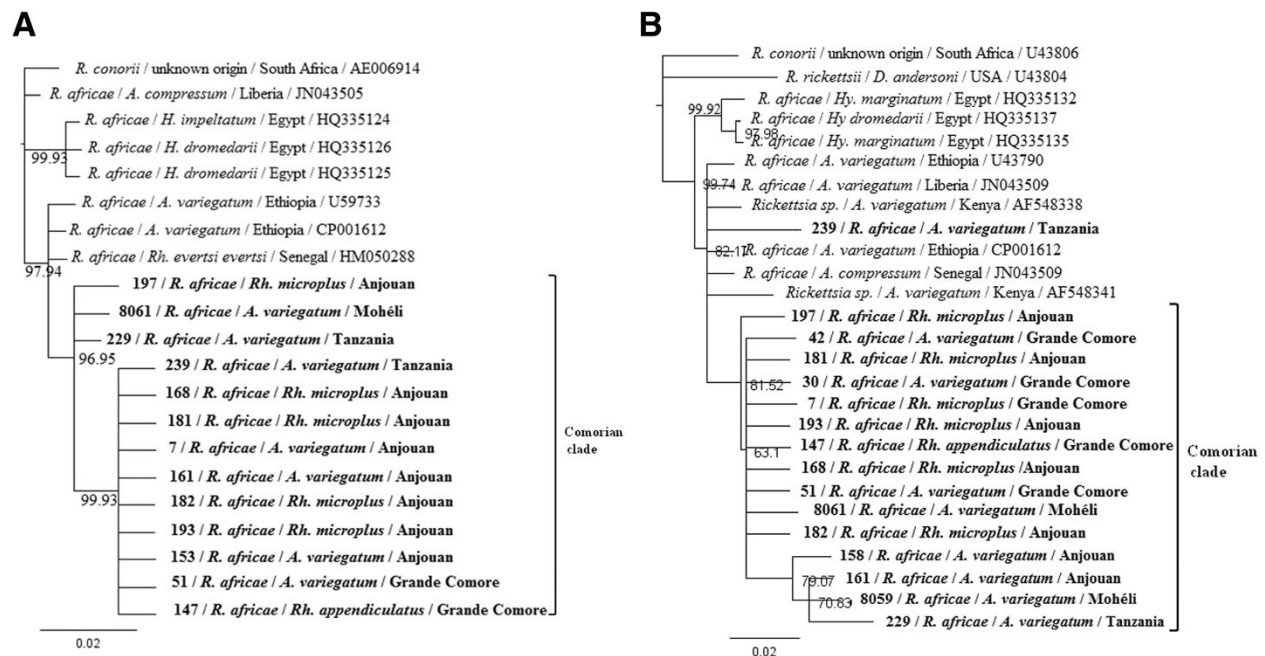 A
R. conorii / unknown origin / South Africa / AE006914
R. africae / A. compressum / Liberia / JN043505
R. africae / H. impeltatum / Egypt / HQ335124
R. africae / H. dromedarii / Egypt / HQ335126
99.93
R. africae / H. dromedarii / Egypt / HQ335125
R. africae / A. variegatum / Ethiopia / U59733
R. africae / A. variegatum / Ethiopia / CP001612
R. africae / Rh. evertsi evertsi / Senegal / HM050288
97.94
197 / R. africae / Rh. microplus / Anjouan
8061 / R. africae / A. variegatum / Mohéli
229 / R. africae / A. variegatum / Tanzania
96.95
239 / R. africae / A. variegatum / Tanzania
168 / R. africae / Rh. microplus / Anjouan
181 / R. africae / Rh. microplus / Anjouan
7 / R. africae / A. variegatum / Anjouan
161 / R. africae / A. variegatum / Anjouan
99.93
182 / R. africae / Rh. microplus / Anjouan
193 / R. africae / Rh. microplus / Anjouan
153 / R. africae / A. variegatum / Anjouan
51 / R. africae / A. variegatum / Grande Comore
147 / R. africae / Rh. appendiculatus / Grande Comore
Comorian
clade
0.02
B
R. conorii / unknown origin / South Africa / U43806
R. rickettsii / D. andersoni / USA / U43804
R. africae / Hy. marginatum / Egypt / HQ335132
99.92
R. africae / Hy dromedarii / Egypt / HQ335137
97.98
R. africae / Hy. marginatum / Egypt / HQ335135
R. africae / A. variegatum / Ethiopia / U43790
99.74
R. africae / A. variegatum / Liberia / JN043509
Rickettsia sp. / A. variegatum / Kenya / AF548338
239 / R. africae / A. variegatum / Tanzania
82.17
R. africae / A. variegatum / Ethiopia / CP001612
R. africae / A. compressum / Senegal / JN043509
Rickettsia sp. / A. variegatum / Kenya / AF548341
197 / R. africae / Rh. microplus / Anjouan
42 / R. africae / A. variegatum / Grande Comore
181 / R. africae / Rh. microplus / Anjouan
81.52
30 / R. africae / A. variegatum / Grande Comore
7 / R. africae / Rh. microplus / Grande Comore
193 / R. africae / Rh. microplus / Anjouan
147 / R. africae / Rh. appendiculatus / Grande Comore
63.1
168 / R. africae / Rh. microplus /Anjouan
51 / R. africae / A. variegatum / Grande Comore
8061 / R. africae / A. variegatum / Mohéli
182 / R. africae / Rh. microplus / Anjouan
158 / R. africae / A. variegatum / Anjouan
79.07
161 / R. africae / A. variegatum / Anjouan
70.83
8059 / R. africae / A. variegatum / Mohéli
229 / R. africae / A. variegatum / Tanzania
Comorian
clade
0.02